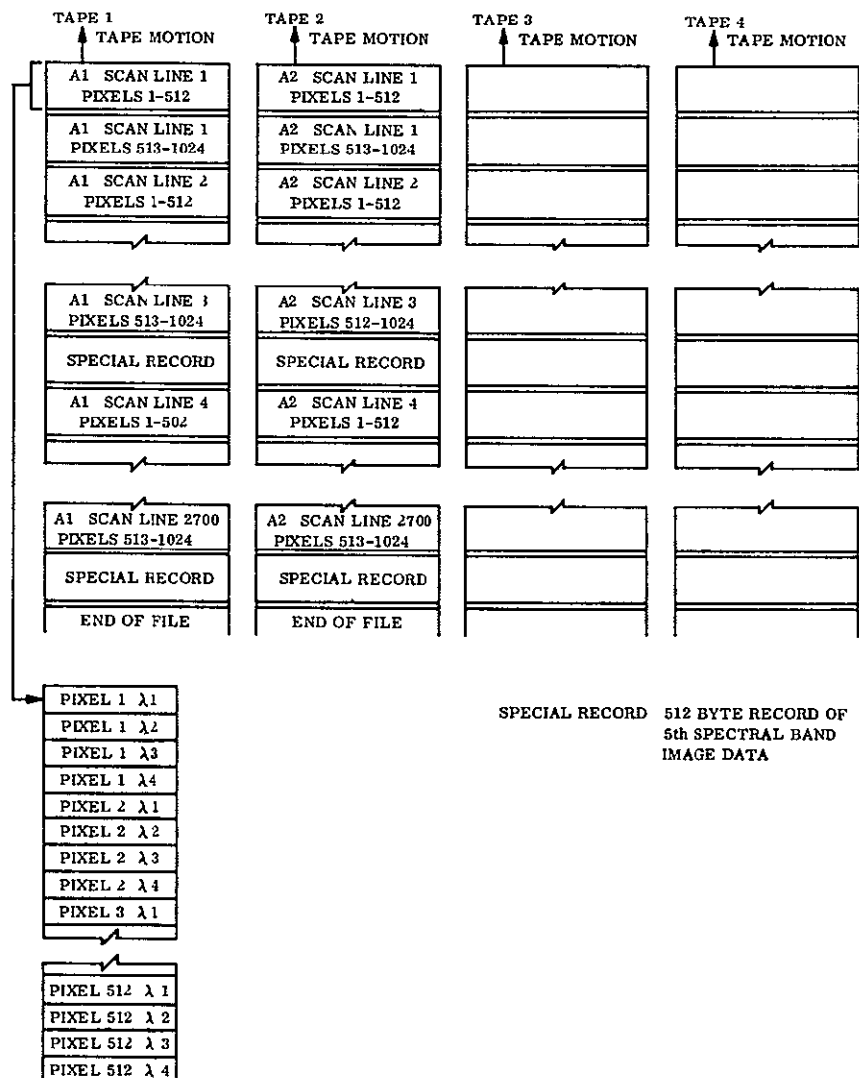 TAPE 1
TAPE MOTION
TAPE 2
TAPE MOTION
TAPE 3
TAPE MOTION
TAPE 4
TAPE MOTION
A1 SCAN LINE 1
PIXELS 1-512
A1 SCAN LINE 1
PIXELS 513-1024
A1 SCAN LINE 2
PIXELS 1-512
A1 SCAN LINE 3
PIXELS 513-1024
SPECIAL RECORD
A1 SCAN LINE 4
PIXELS 1-502
A1 SCAN LINE 2700
PIXELS 513-1024
SPECIAL RECORD
END OF FILE
A2 SCAN LINE 1
PIXELS 1-512
A2 SCAN LINE 1
PIXELS 513-1024
A2 SCAN LINE 2
PIXELS 1-512
A2 SCAN LINE 3
PIXELS 512-1024
SPECIAL RECORD
A2 SCAN LINE 4
PIXELS 1-512
A2 SCAN LINE 2700
PIXELS 513-1024
SPECIAL RECORD
END OF FILE
PIXEL 1 λ1
PIXEL 1 λ2
PIXEL 1 λ3
PIXEL 1 λ4
PIXEL 2 λ1
PIXEL 2 λ2
PIXEL 2 λ3
PIXEL 2 λ4
PIXEL 3 λ1
PIXEL 512 λ 1
PIXEL 512 λ 2
PIXEL 512 λ 3
PIXEL 512 λ 4
SPECIAL RECORD 512 BYTE RECORD OF
5th SPECTRAL BAND
IMAGE DATA